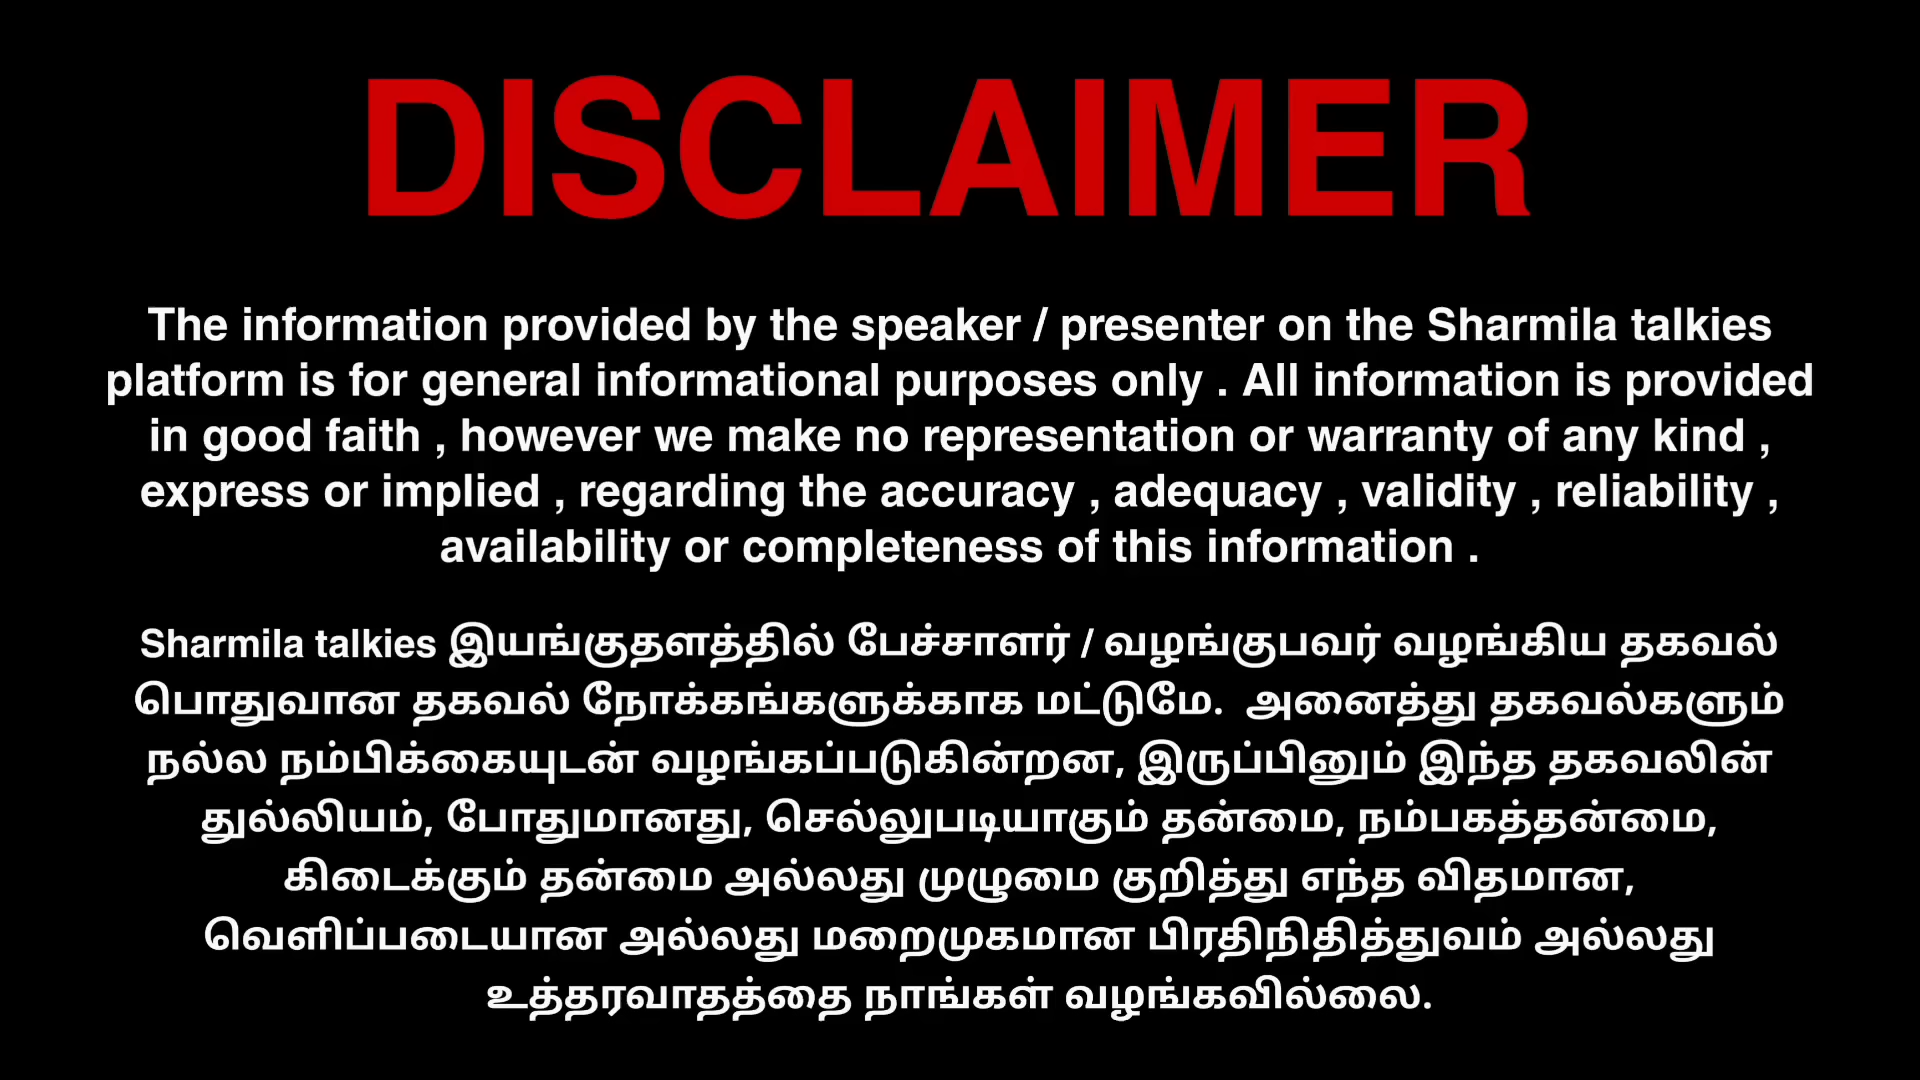 DISCLAIMER
The information provided by the speaker / presenter on the Sharmila talkies
platform is for general informational purposes only . All information is provided
in good faith , however we make no representation or warranty of any kind ,
express or implied , regarding the accuracy , adequacy , validity , reliability ,
availability or completeness of this information .
Sharmila talkies இயங்குதளத்தில் பேச்சாளர் / வழங்குபவர் வழங்கிய தகவல்
பொதுவான தகவல் நோக்கங்களுக்காக மட்டுமே.  அனைத்து தகவல்களும்
நல்ல நம்பிக்கையுடன் வழங்கப்படுகின்றன, இருப்பினும் இந்த தகவலின்
துல்லியம், போதுமானது, செல்லுபடியாகும் தன்மை, நம்பகத்தன்மை,
கிடைக்கும் தன்மை அல்லது முழுமை குறித்து எந்த விதமான,
வெளிப்படையான அல்லது மறைமுகமான பிரதிநிதித்துவம் அல்லது
உத்தரவாதத்தை நாங்கள் வழங்கவில்லை.